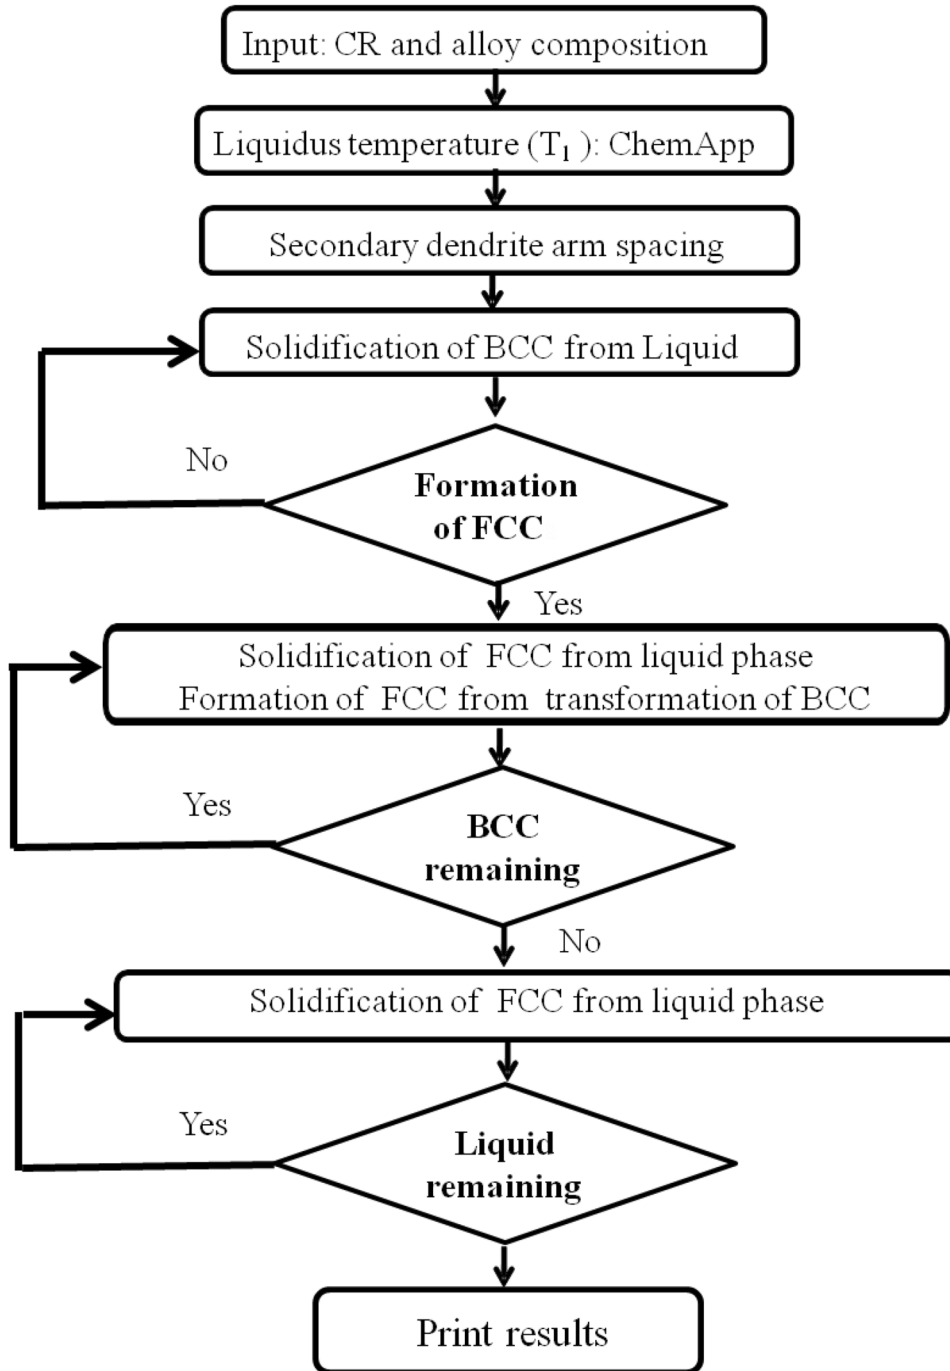 Input: CR and alloy composition
Liquidus temperature (T₁ ): ChemApp
Secondary dendrite arm spacing
Solidification of BCC from Liquid
No
Formation
of FCC
Yes
Solidification of FCC from liquid phase
Formation of FCC from transformation of BCC
Yes
BCC
remaining
No
Solidification of FCC from liquid phase
Yes
Liquid
remaining
Print results